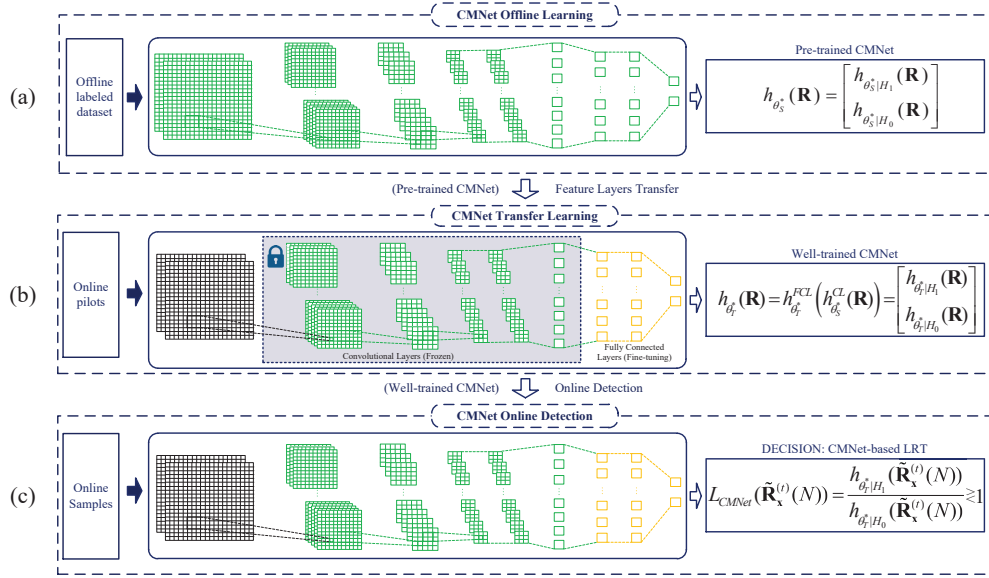 CMNet Offline Learning
(a)
Offline
labeled
dataset
Pre-trained CMNet
h_{θ_S^*}(R) = [h_{θ_S^*|H_1}(R)
h_{θ_S^*|H_0}(R)]
(Pre-trained CMNet) Feature Layers Transfer
CMNet Transfer Learning
(b)
Online
pilots
Convolutional Layers (Frozen)
Fully Connected
Layers (Fine-tuning)
Well-trained CMNet
h_{θ_T^*}(R) = h_{θ_T^*}^{FCL}(h_{θ_S^*}^{CL}(R)) = [h_{θ_T^*|H_1}(R)
h_{θ_T^*|H_0}(R)]
(Well-trained CMNet) Online Detection
CMNet Online Detection
(c)
Online
Samples
DECISION: CMNet-based LRT
L_{CMNet}(R̃_x^{(t)}(N)) = h_{θ_T^*|H_1}(R̃_x^{(t)}(N)) / h_{θ_T^*|H_0}(R̃_x^{(t)}(N)) ≷ 1